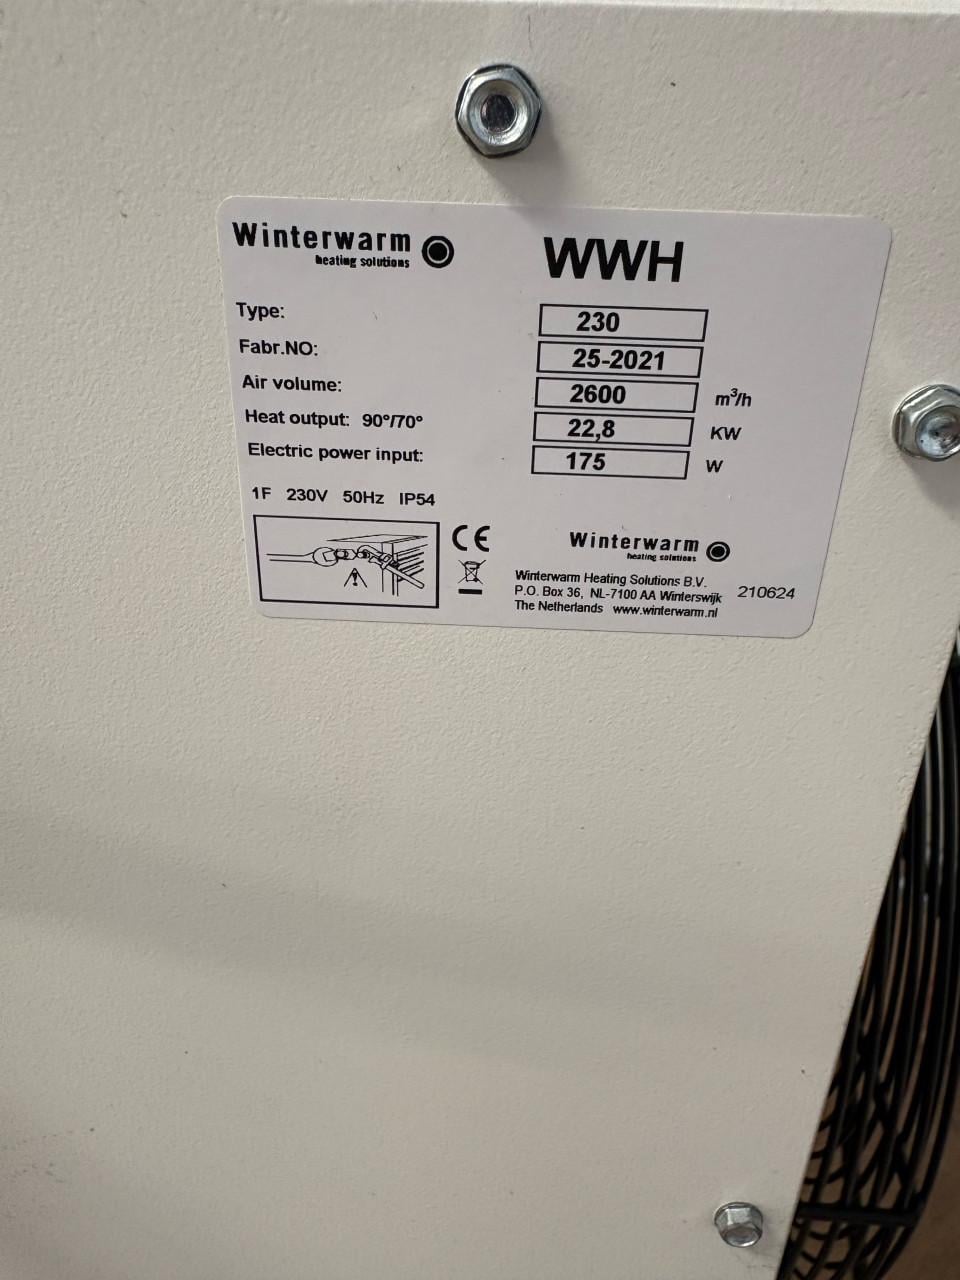 Winterwarm
heating solutions
WWH
Type: 230
Fabr.NO: 25-2021
Air volume: 2600 m³/h
Heat output: 90°/70° 22,8 KW
Electric power input: 175 W
1F 230V 50Hz IP54
CE
Winterwarm
heating solutions
Winterwarm Heating Solutions B.V.
P.O. Box 36, NL-7100 AA Winterswijk 210624
The Netherlands www.winterwarm.nl